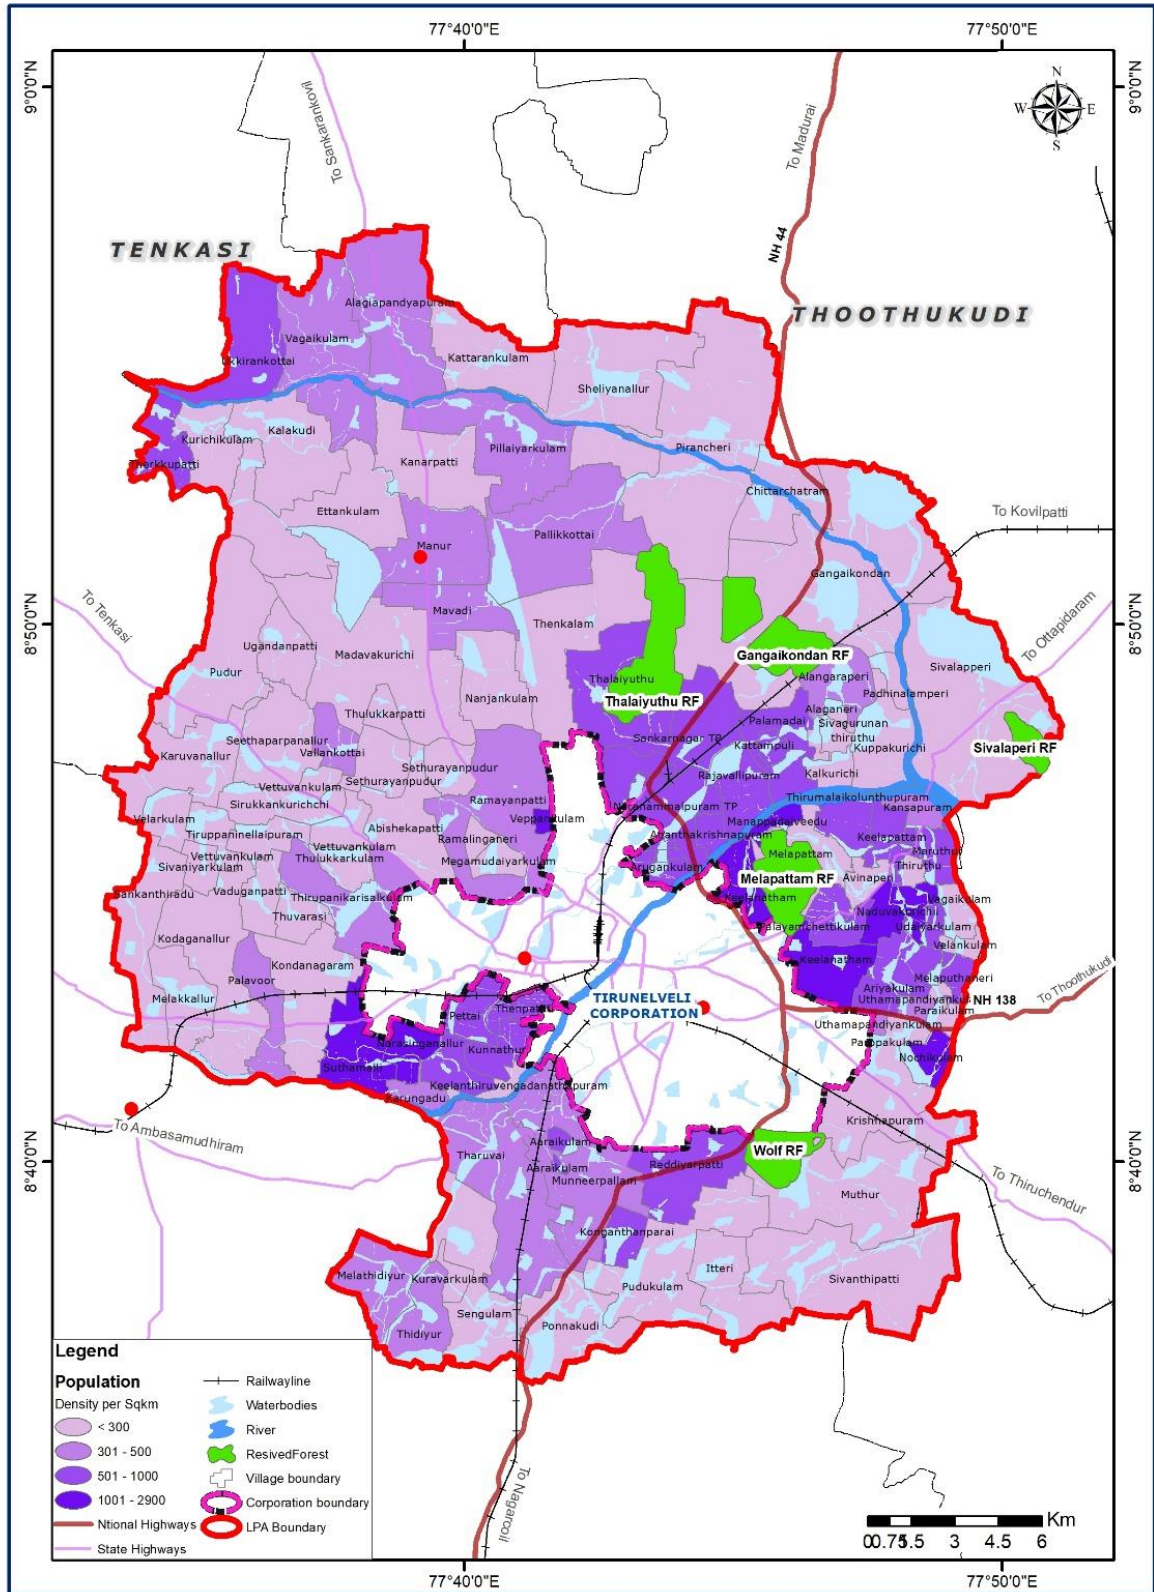 77°40'0"E
77°50'0"E
9°0'0"N
9°0'0"N
N
W
E
S
To Sankarankovil
To Madurai
NH 44
TENKASI
THOOTHUKUDI
Alagiapandyapuram
Vagaikulam
Ukkirankottai
Kattarankulam
Sheliyanallur
Kurichikulam
Kalakudi
Therkkupatti
Kanarpatti
Pillaiyarkulam
Pirancheri
Chittarchatram
Ettankulam
Pallikkottai
Manur
To Kovilpatti
Gangaikondan
Mavadi
Thenkalam
To Tenkasi
8°50'0"N
8°50'0"N
To Ottapidaram
Ugandanpatti
Madavakurichi
Pudur
Gangaikondan RF
Sivalapperi
Thalaiyuthu
Alangaraperi
Nanjankulam
Thalaiyuthu RF
Padhinalamperi
Thulukkarpatti
Alaganeri
Palamadai
Sivagurunan
thiruthu
Seethaparpanallur
Sankarnagar TP
Kattampuli
Kuppakurichi
Sivalaperi RF
Karuvanallur
Vallankottai
Sethurayanpudur
Sethurayanpudur
Rajavallipuram
Kalkurichi
Vettuvankulam
Thirumalaikolunthupuram
Sirukkankurichchi
Ramayanpatti
Naranammalpuram TP
Kansapuram
Velarkulam
Veppankulam
Manappadaiveedu
Abishekapatti
Tiruppaninellaipuram
Ramalinganeri
Ananthakrishnapuram
Keelapattam
Vettuvankulam
Vettuvankulam
Melapattam
Maruthur
Sivaniyarkulam
Thulukkarkulam
Megamudaiyarkulam
Arugankulam
Thiruthu
Melapattam RF
Avinaperi
Sankanthiradu
Vaduganpatti
Thirupanikarisalkulam
Keelanatham
Vagaikulam
Thuvarasi
Naduvakurichi
Palayamchettikulam
Udaiyarkulam
Kodaganallur
Velankulam
Kondanagaram
Keelanatham
Palavoor
Melaputhaneri
Ariyakulam
Melakkallur
TIRUNELVELI
CORPORATION
Uthamapandiyankulam
NH 138
To Thoothukudi
Thenpathu
Paraikulam
Pettai
Uthamapandiyankulam
Narasinganallur
Pappakulam
Kunnathur
Nochikulam
Suthamalli
Keelanthiruvengadanathapuram
Karungadu
Krishnapuram
To Ambasamudhiram
8°40'0"N
8°40'0"N
Aaraikulam
Tharuvai
Wolf RF
Aaraikulam
Reddiyarpatti
Munneerpallam
To Thiruchendur
Muthur
Konganthanparai
Itteri
Melathidiyur
Kuravarkulam
Sivanthipatti
Pudukulam
Sengulam
Ponnakudi
Thidiyur
To Nagarcoil
Legend
Population
Density per Sqkm
< 300
301 - 500
501 - 1000
1001 - 2900
Ntional Highways
State Highways
Railwayline
Waterbodies
River
ResivedForest
Village boundary
Corporation boundary
LPA Boundary
Km
0 0.75 1.5 3 4.5 6
77°40'0"E
77°50'0"E